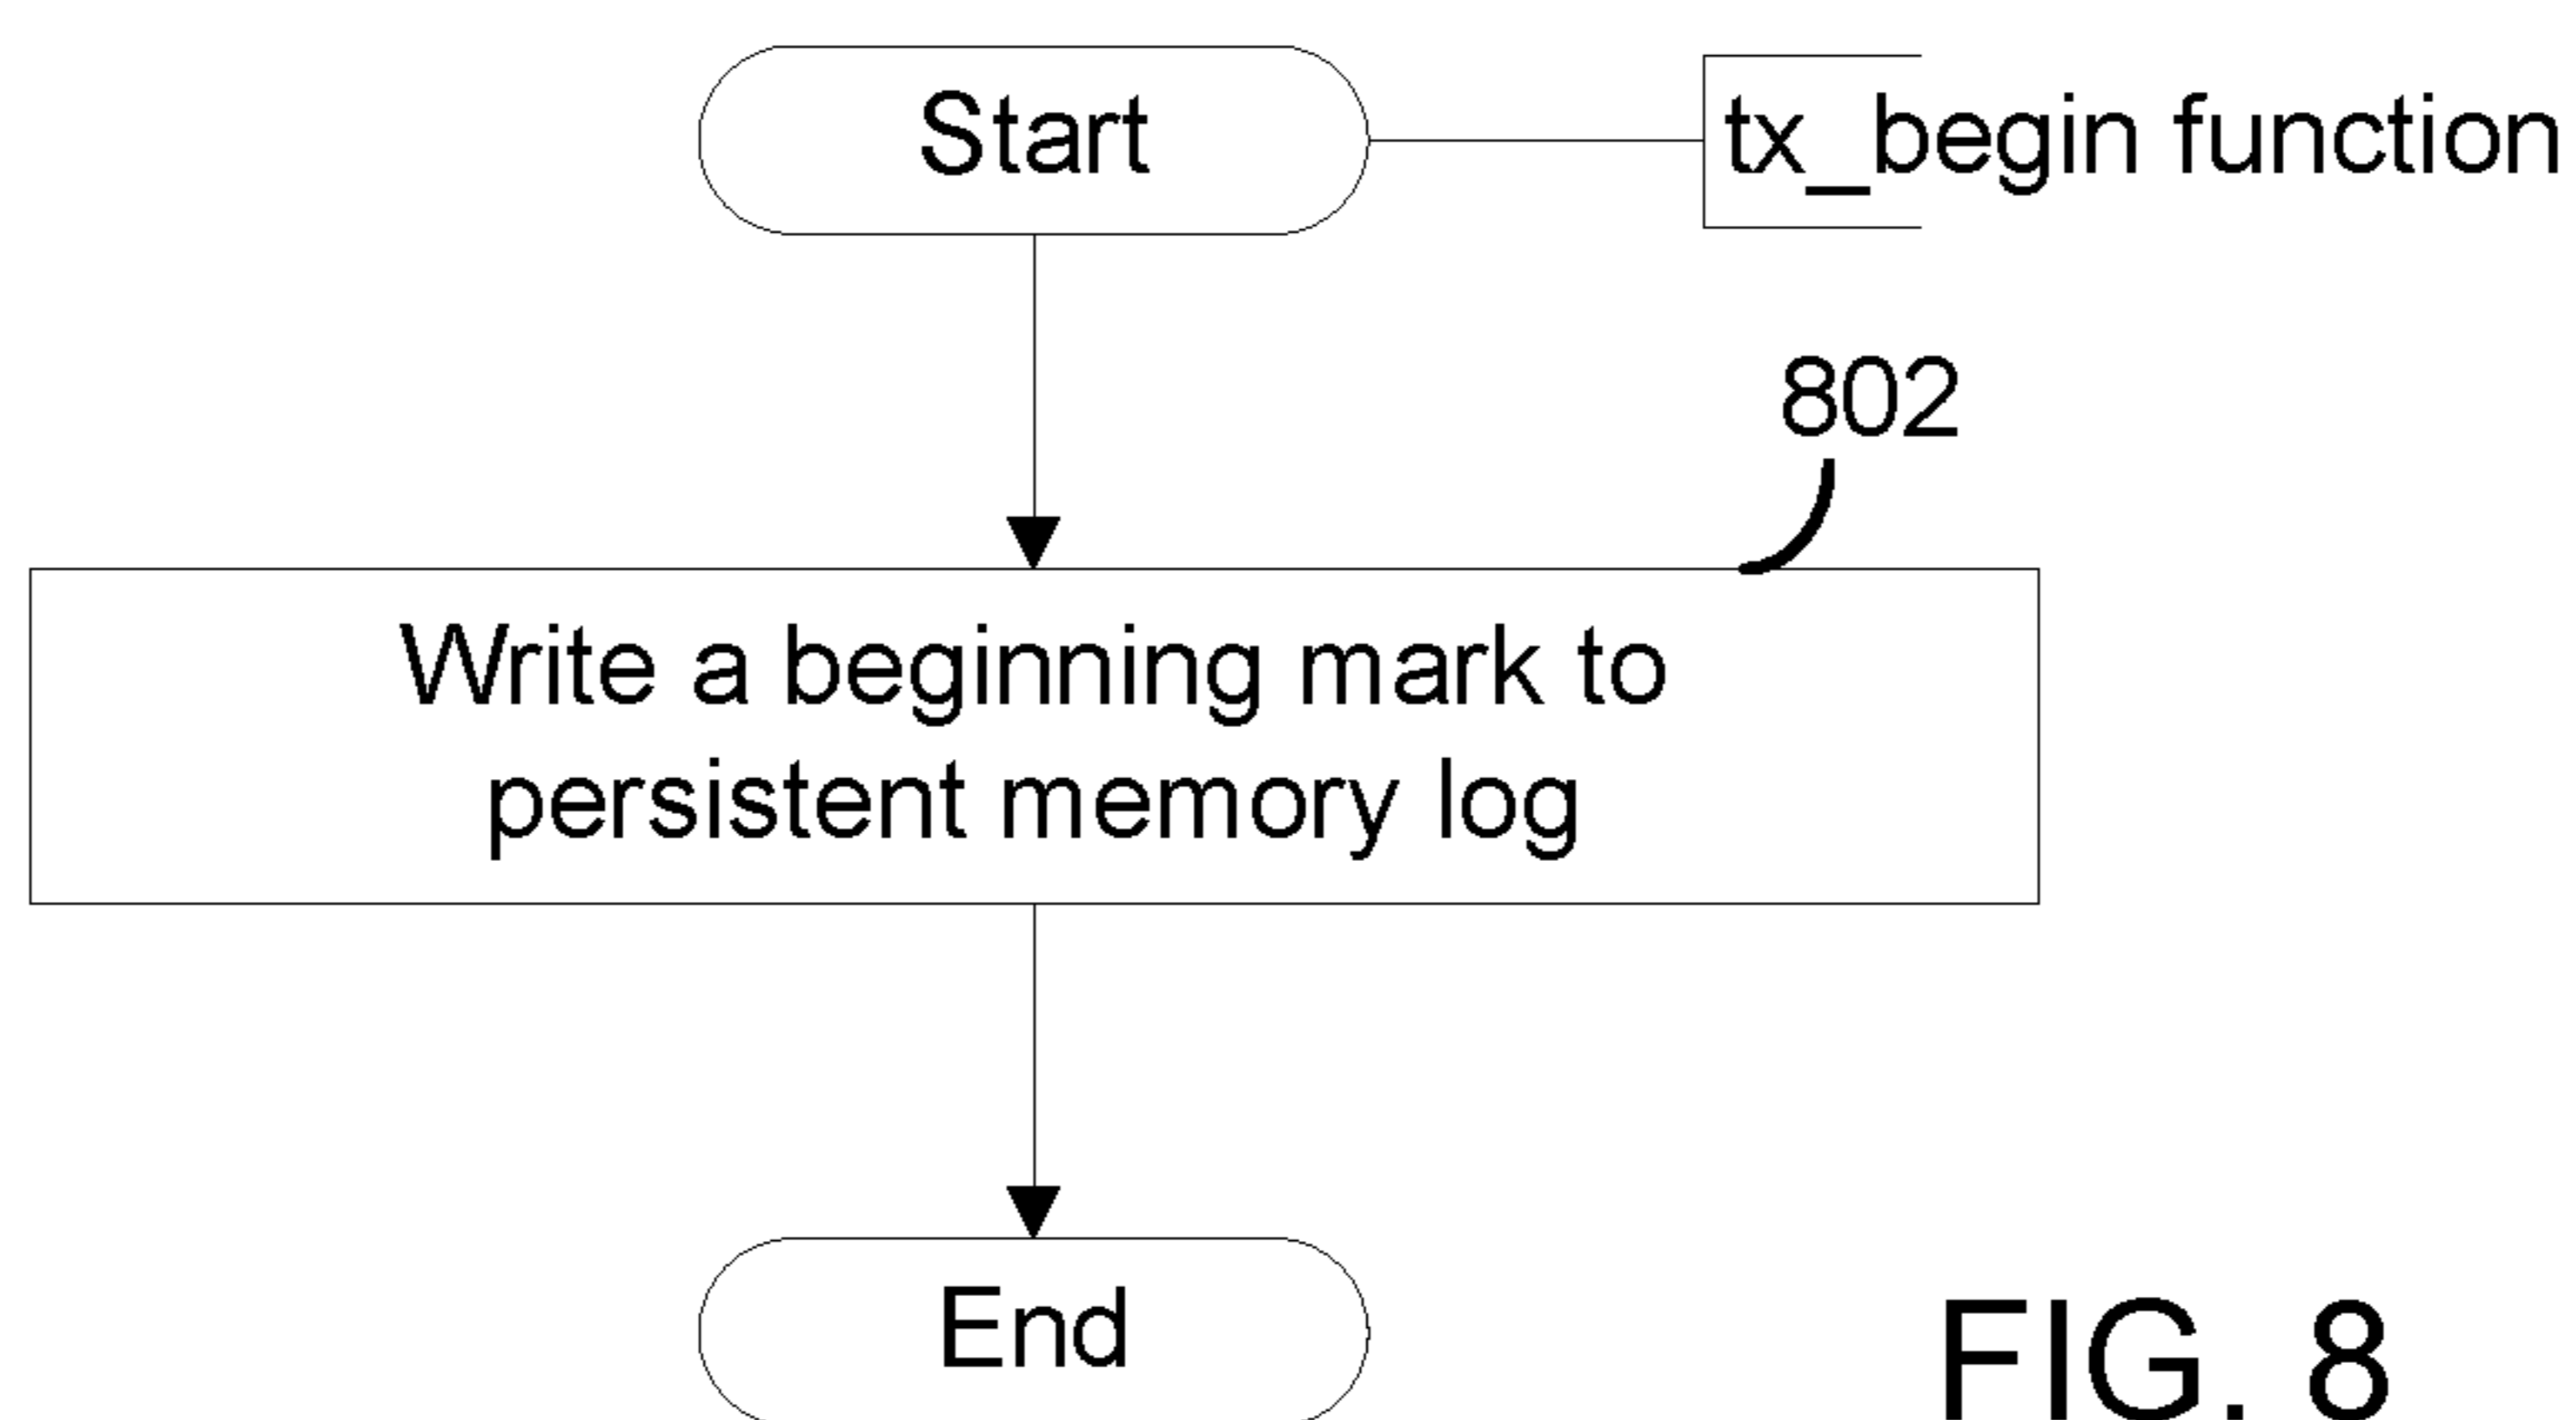 Start
tx_begin function
802
Write a beginning mark to
persistent memory log
End
FIG. 8